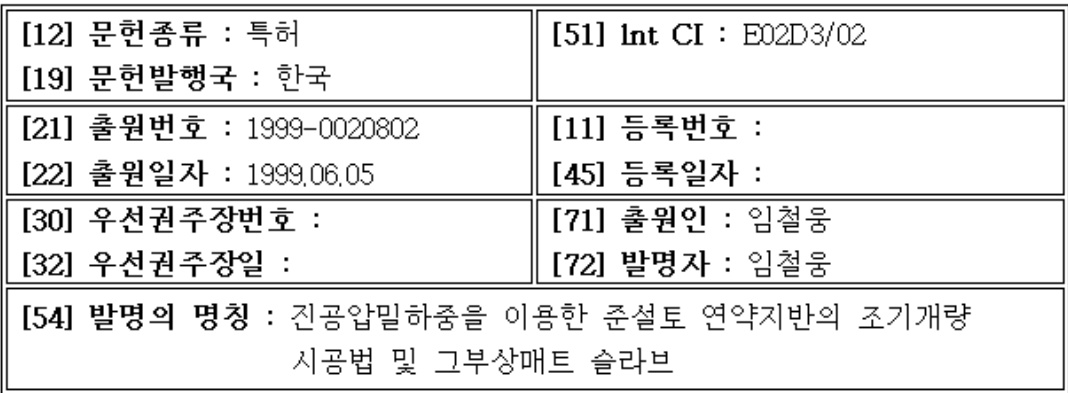 [12] 문헌종류 : 특허
[19] 문헌발행국 : 한국
[51] lnt CI : E02D3/02
[21] 출원번호 : 1999-0020802
[22] 출원일자 : 1999.06.05
[11] 등록번호 :
[45] 등록일자 :
[30] 우선권주장번호 :
[32] 우선권주장일 :
[71] 출원인 : 임철웅
[72] 발명자 : 임철웅
[54] 발명의 명칭 : 진공압밀하중을 이용한 준설토 연약지반의 조기개량
시공법 및 그부상매트 슬라브